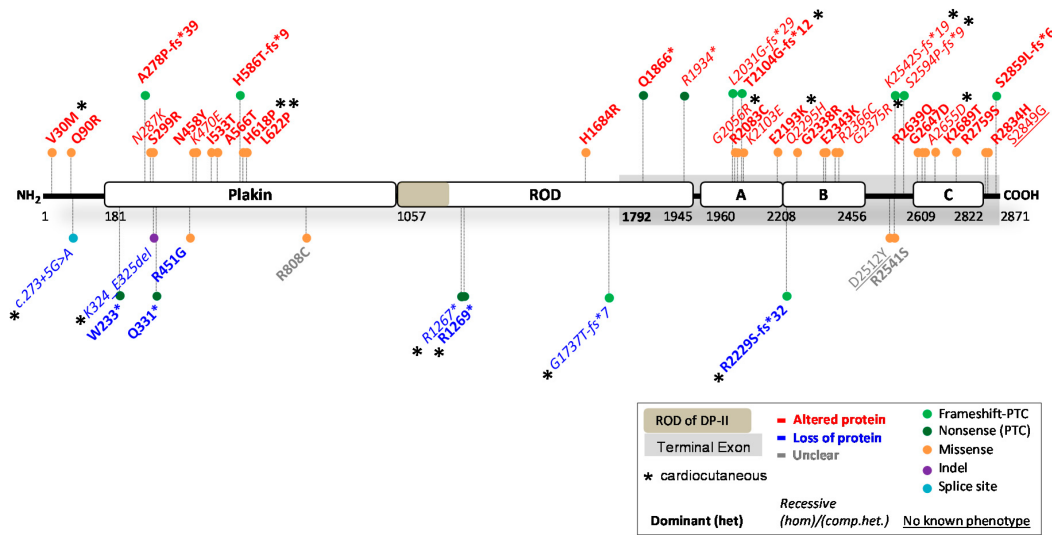 A278P-fs*39
H586T-fs*9
Q1866*
R1934*
L2031G-fs*29 *
T2104G-fs*12
K2542S-fs*19 *
S2594P-fs*9 *
S2859L-fs*6
V30M *
Q90R
N287K
S299R
N458Y
K470E
I533T
A566T
H618P *
L622P *
H1684R
G2056R *
R2083C
K2103E
E2193K *
Q2295H
G2338R
G2343K
R2366C
G2375R
R2639Q
G2647D
A2655D *
K2689T
R2759S
R2834H
S2849G
NH2
Plakin
ROD
A
B
C
COOH
1
181
1057
1792
1945
1960
2208
2456
2609
2822
2871
* c.273+5G>A
* K324_E325del
W233*
Q331*
R451G
R808C
* R1267*
* R1269*
* G1737T-fs*7
* R2229S-fs*32
D2512Y
R2541S
ROD of DP-II
Terminal Exon
* cardiocutaneous
Altered protein
Loss of protein
Unclear
Frameshift-PTC
Nonsense (PTC)
Missense
Indel
Splice site
Dominant (het)
Recessive
(hom)/(comp.het.)
No known phenotype